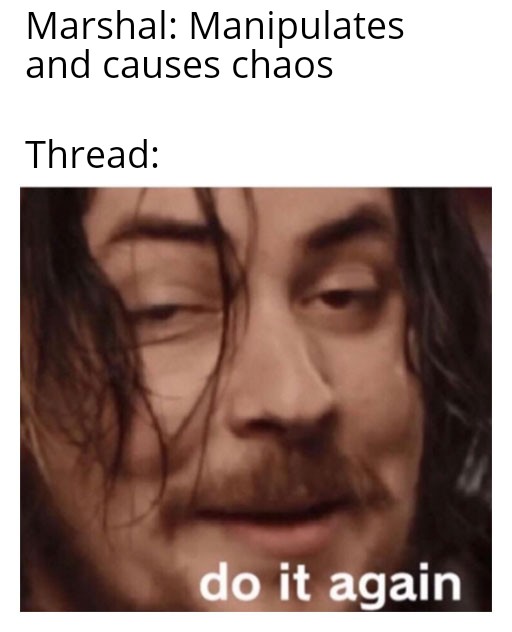 Marshal: Manipulates
and causes chaos
Thread:
do it again